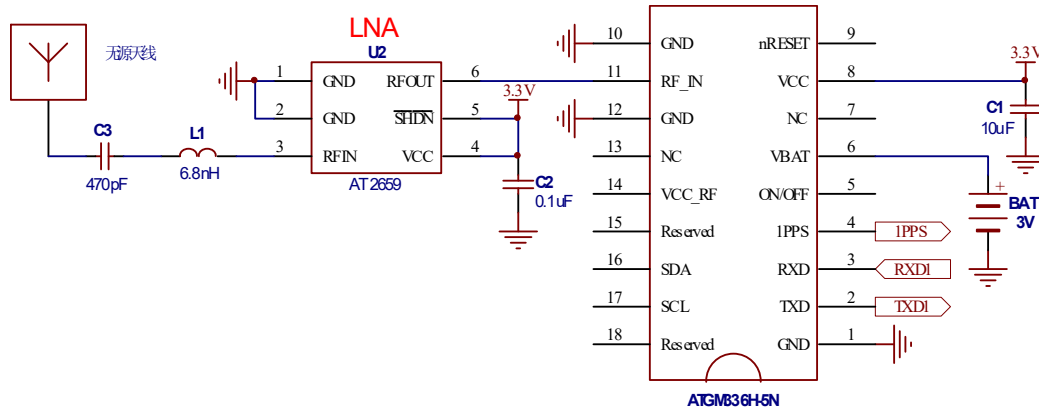 无源天线
C3
470pF
L1
6.8nH
LNA
U2
1 GND RFOUT 6
2 GND SHDN 5
3 RFIN VCC 4
AT2659
3.3V
C2
0.1uF
10 GND nRESET 9
11 RF_IN VCC 8
12 GND NC 7
13 NC VBAT 6
14 VCC_RF ON/OFF 5
15 Reserved 1PPS 4 1PPS
16 SDA RXD 3 RXD1
17 SCL TXD 2 TXD1
18 Reserved GND 1
ATGM336H-5N
3.3V
C1
10uF
+
BAT
3V